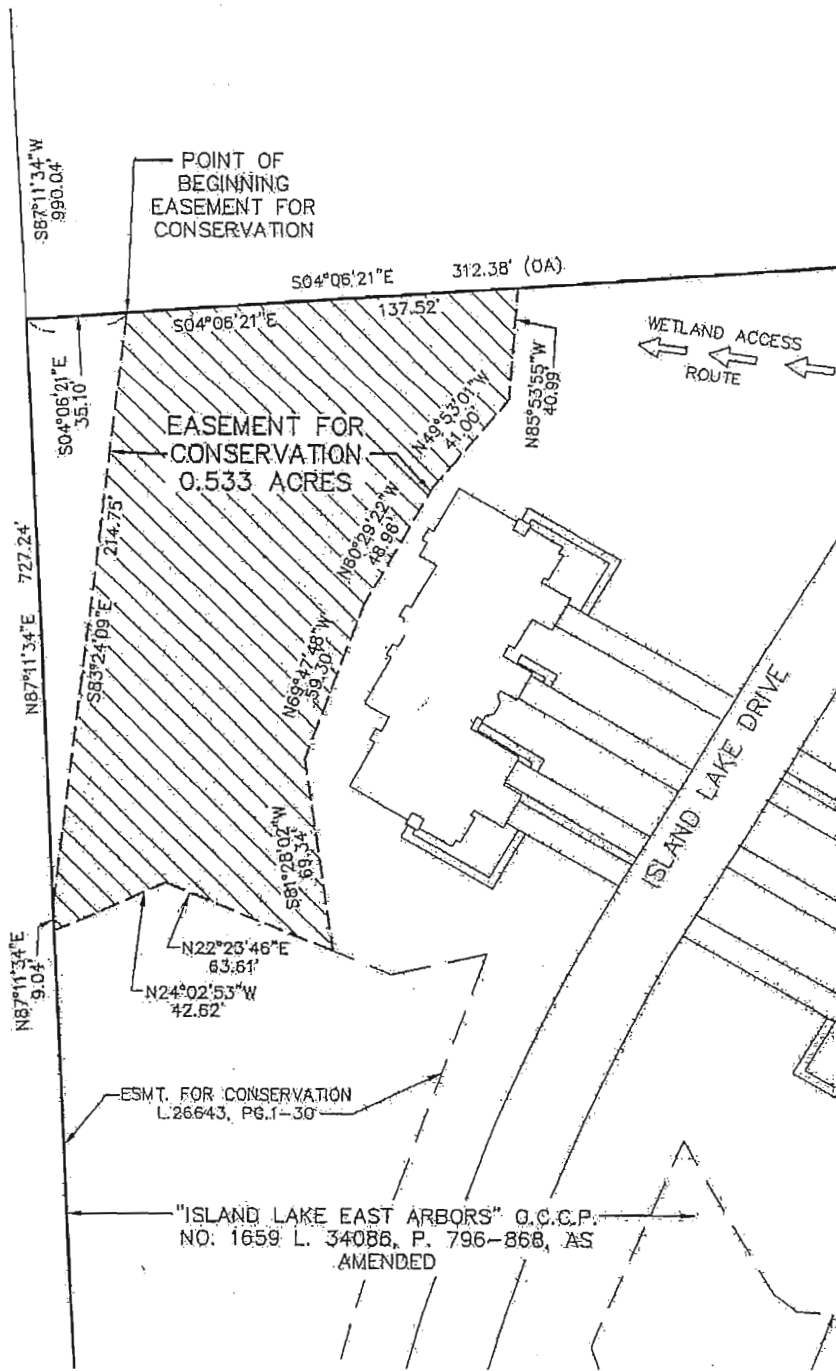 S87°11'34"W
990.04'
POINT OF
BEGINNING
EASEMENT FOR
CONSERVATION
S04°06'21"E 312.38' (OA)
S04°06'21"E 137.52'
S04°06'21"E
35.10'
WETLAND ACCESS
ROUTE
N85°53'55"W
40.99'
N49°53'01"W
41.00'
EASEMENT FOR
CONSERVATION
0.533 ACRES
N60°29'22"W
48.96'
N87°11'34"E 727.24'
S83°24'09"E 214.75'
N69°47'48"W
59.30'
ISLAND LAKE DRIVE
S81°28'02"W
69.34'
N22°23'46"E
63.61'
N24°02'53"W
42.62'
N87°11'34"E
9.04'
ESMT. FOR CONSERVATION
L.26643, PG.1-30
"ISLAND LAKE EAST ARBORS" O.C.C.P.
NO. 1659 L. 34086, P. 796-868, AS
AMENDED